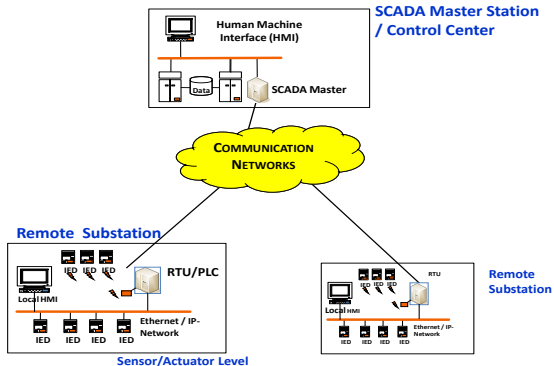 SCADA Master Station
/ Control Center
Human Machine
Interface (HMI)
Data
SCADA Master
COMMUNICATION
NETWORKS
Remote Substation
IED IED IED
RTU/PLC
Local HMI
Ethernet / IP-
Network
IED IED IED IED
Sensor/Actuator Level
IED IED IED
RTU
Local HMI
Ethernet / IP-
Network
IED IED IED IED
Remote
Substation